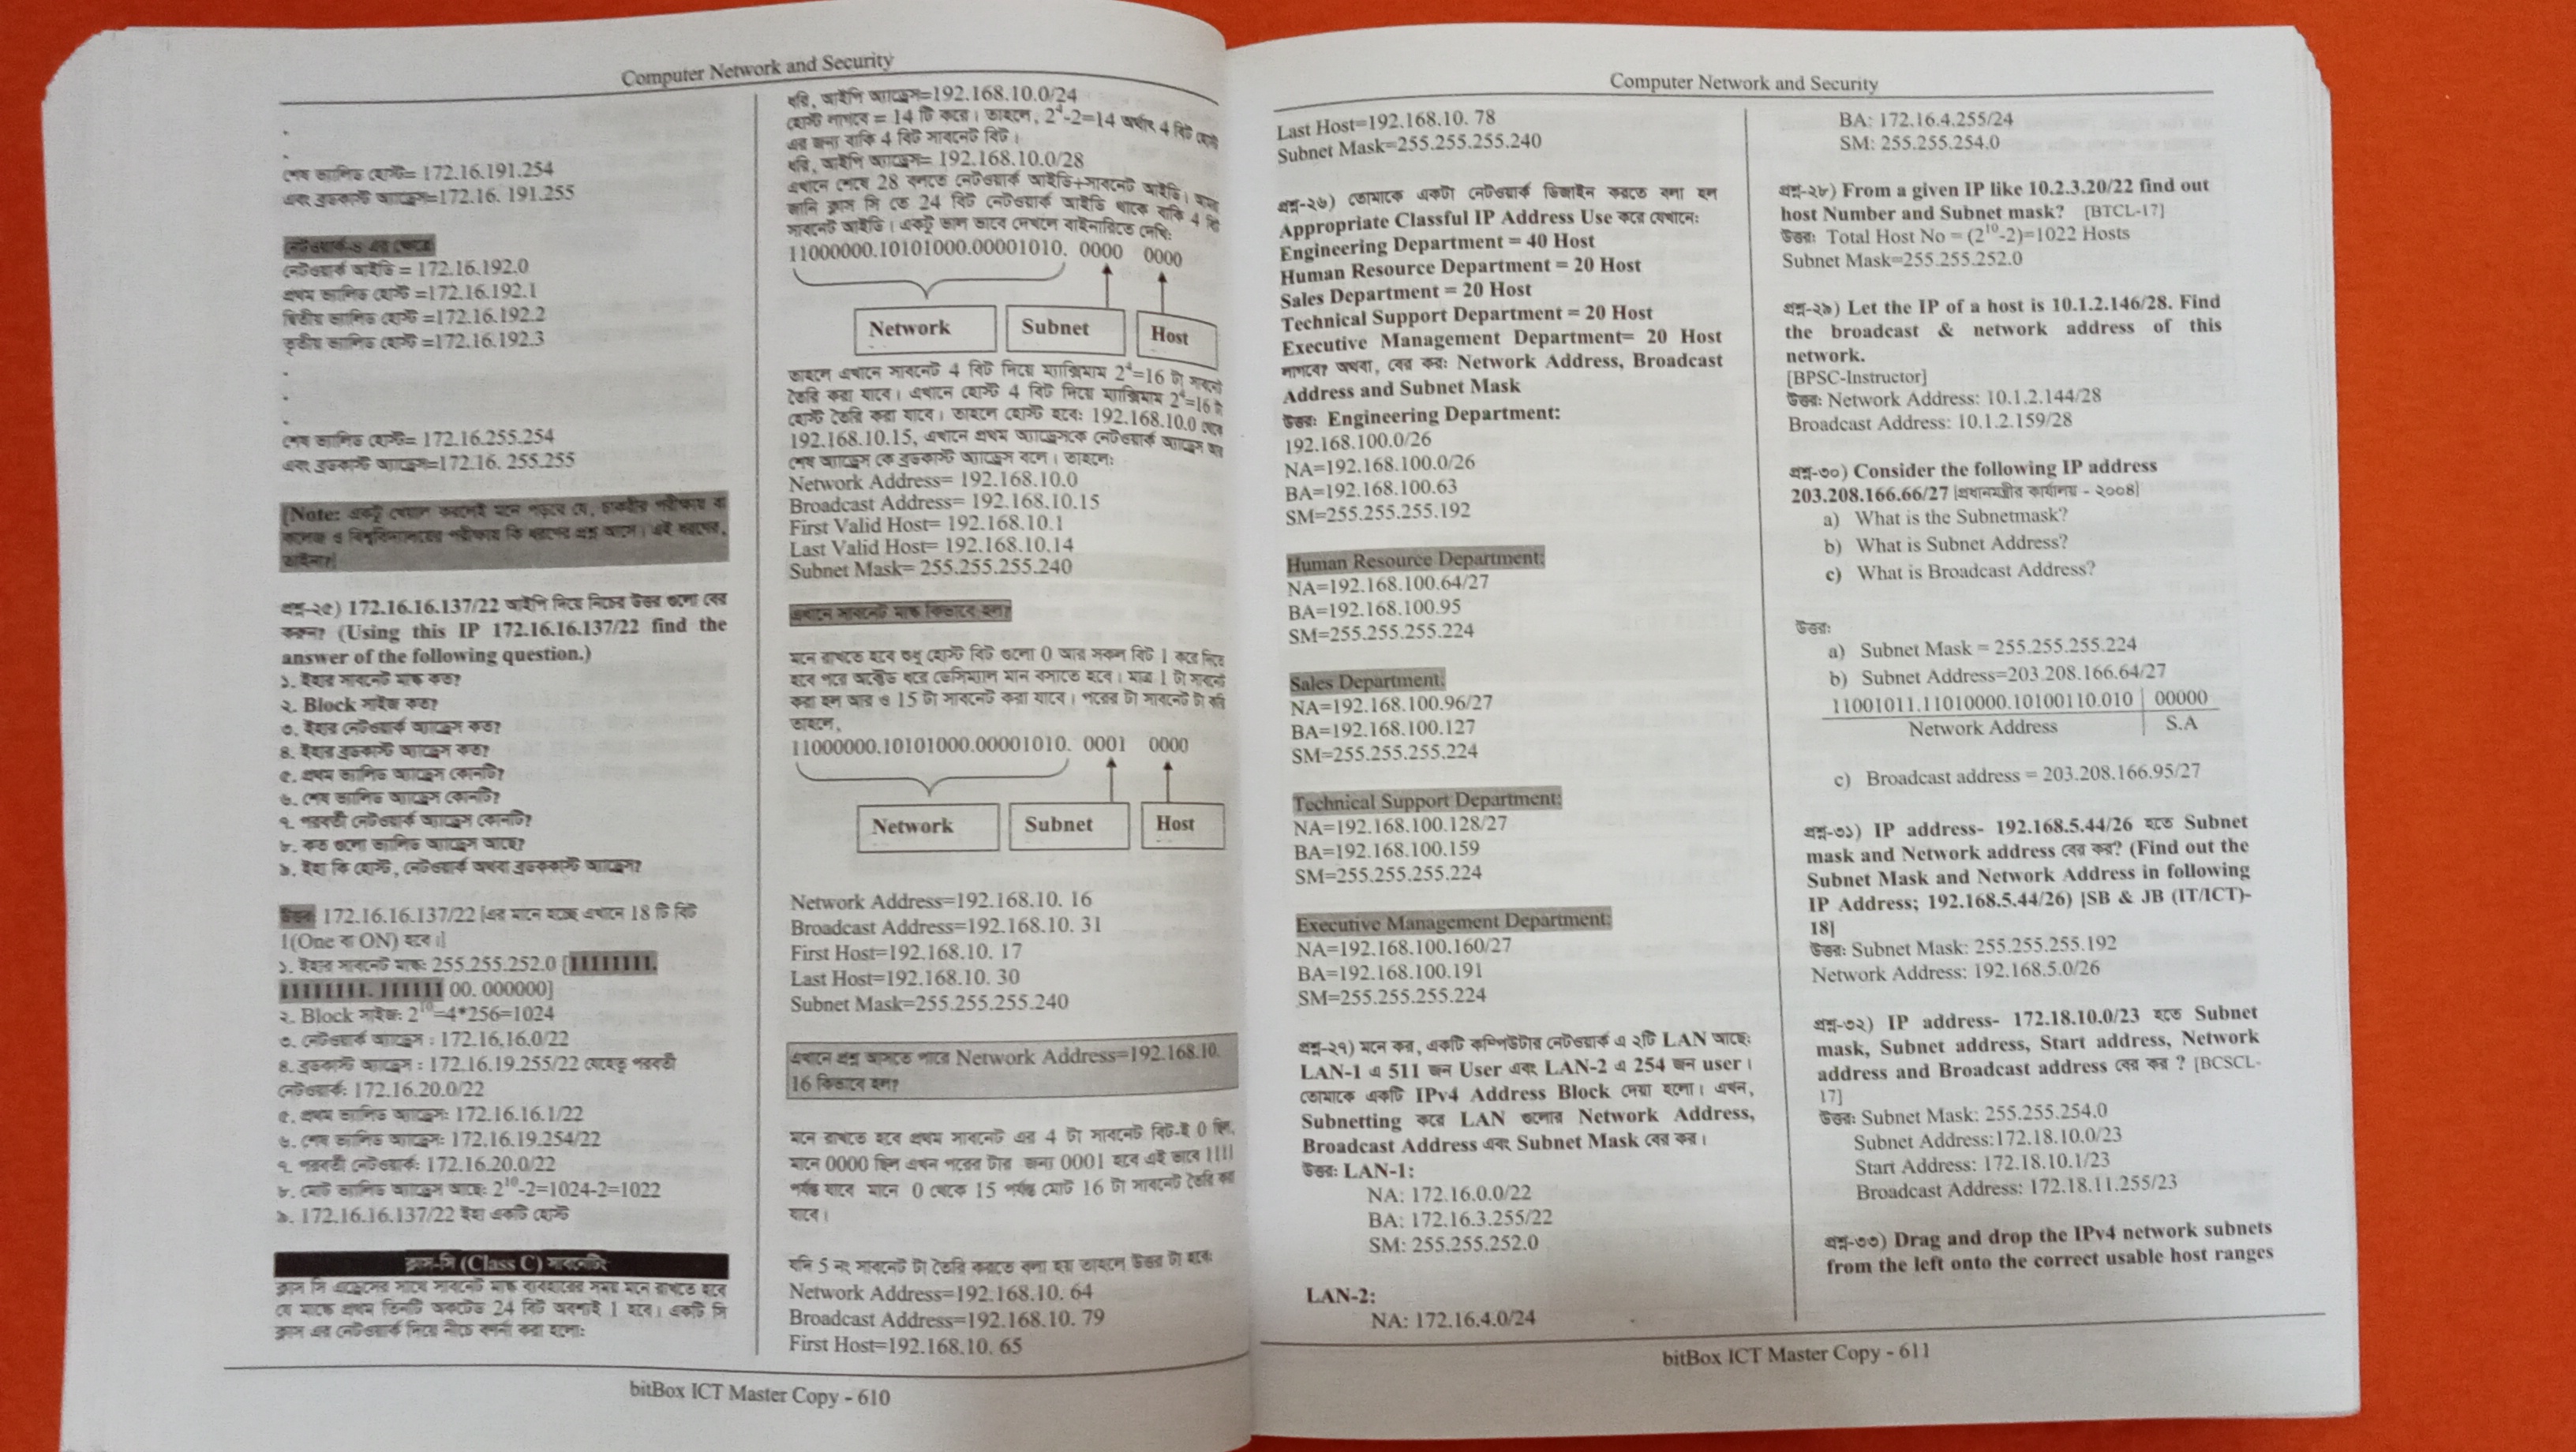 Computer Network and Security
.
.
শেষ ভ্যালিড হোস্ট= 172.16.191.254
এবং ব্রডকাস্ট অ্যাড্রেস=172.16. 191.255
নেটওয়ার্ক-৪ এর ক্ষেত্রে
নেটওয়ার্ক আইডি = 172.16.192.0
প্রথম ভ্যালিড হোস্ট =172.16.192.1
দ্বিতীয় ভ্যালিড হোস্ট =172.16.192.2
তৃতীয় ভ্যালিড হোস্ট =172.16.192.3
.
.
.
শেষ ভ্যালিড হোস্ট= 172.16.255.254
এবং ব্রডকাস্ট অ্যাড্রেস=172.16. 255.255
[Note: একটু খেয়াল করলেই মনে পড়বে যে, চাকরীর পরীক্ষায় বা
কলেজ ও বিশ্ববিদ্যালয়ের পরীক্ষায় কি ধরণের প্রশ্ন আসে। এই ধরণের,
তাইনা?]
প্রশ্ন-২৫) 172.16.16.137/22 আইপি দিয়ে নিচের উত্তর গুলো বের
করুন? (Using this IP 172.16.16.137/22 find the
answer of the following question.)
১. ইহার সাবনেট মাস্ক কত?
২. Block সাইজ কত?
৩. ইহার নেটওয়ার্ক অ্যাড্রেস কত?
৪. ইহার ব্রডকাস্ট অ্যাড্রেস কত?
৫. প্রথম ভ্যালিড অ্যাড্রেস কোনটি?
৬. শেষ ভ্যালিড অ্যাড্রেস কোনটি?
৭. পরবর্তী নেটওয়ার্ক অ্যাড্রেস কোনটি?
৮. কত গুলো ভ্যালিড অ্যাড্রেস আছে?
৯. ইহা কি হোস্ট, নেটওয়ার্ক অথবা ব্রডকাস্ট অ্যাড্রেস?
উত্তর: 172.16.16.137/22 [এর মানে হচ্ছে এখানে 18 টি বিট
1(One বা ON) হবে।]
১. ইহার সাবনেট মাস্ক: 255.255.252.0 [11111111.
11111111. 111111 00. 000000]
২. Block সাইজ: 2¹⁰=4*256=1024
৩. নেটওয়ার্ক অ্যাড্রেস : 172.16.16.0/22
৪. ব্রডকাস্ট অ্যাড্রেস : 172.16.19.255/22 যেহেতু পরবর্তী
নেটওয়ার্ক: 172.16.20.0/22
৫. প্রথম ভ্যালিড অ্যাড্রেস: 172.16.16.1/22
৬. শেষ ভ্যালিড অ্যাড্রেস: 172.16.19.254/22
৭. পরবর্তী নেটওয়ার্ক: 172.16.20.0/22
৮. মোট ভ্যালিড অ্যাড্রেস আছে: 2¹⁰-2=1024-2=1022
৯. 172.16.16.137/22 ইহা একটি হোস্ট
ক্লাস-সি (Class C) সাবনেটিং
ক্লাস সি এড্রেসের সাথে সাবনেট মাস্ক ব্যবহারের সময় মনে রাখতে হবে
যে মাস্কে প্রথম তিনটি অকটেড 24 বিট অবশ্যই 1 হবে। একটি সি
ক্লাস এর নেটওয়ার্ক নিয়ে নীচে বর্ণনা করা হলো:
ধরি, আইপি অ্যাড্রেস=192.168.10.0/24
হোস্ট লাগবে = 14 টি করে। তাহলে, 2⁴-2=14 অর্থাৎ 4 বিট হোস্ট
এর জন্য বাকি 4 বিট সাবনেট বিট।
ধরি, আইপি অ্যাড্রেস= 192.168.10.0/28
এখানে শেষে 28 বলতে নেটওয়ার্ক আইডি+সাবনেট আইডি। আমরা
জানি ক্লাস সি তে 24 বিট নেটওয়ার্ক আইডি থাকে বাকি 4 বিট
সাবনেট আইডি। একটু ভাল ভাবে দেখলে বাইনারিতে দেখি:
11000000.10101000.00001010. 0000 0000
Network Subnet Host
তাহলে এখানে সাবনেট 4 বিট দিয়ে ম্যাক্সিমাম 2⁴=16 টা সাবনেট
তৈরি করা যাবে। এখানে হোস্ট 4 বিট দিয়ে ম্যাক্সিমাম 2⁴=16 টা
হোস্ট তৈরি করা যাবে। তাহলে হোস্ট হবে: 192.168.10.0 থেকে
192.168.10.15, এখানে প্রথম অ্যাড্রেসকে নেটওয়ার্ক অ্যাড্রেস আর
শেষ অ্যাড্রেস কে ব্রডকাস্ট অ্যাড্রেস বলে। তাহলে:
Network Address= 192.168.10.0
Broadcast Address= 192.168.10.15
First Valid Host= 192.168.10.1
Last Valid Host= 192.168.10.14
Subnet Mask= 255.255.255.240
এখানে সাবনেট মাস্ক কিভাবে হল?
মনে রাখতে হবে শুধু হোস্ট বিট গুলো 0 আর সকল বিট 1 করে দিতে
হবে পরে অক্টেড ধরে ডেসিম্যাল মান বসাতে হবে। মাত্র 1 টা সাবনেট
করা হল আর ও 15 টা সাবনেট করা যাবে। পরের টা সাবনেট টা করি
তাহলে,
11000000.10101000.00001010. 0001 0000
Network Subnet Host
Network Address=192.168.10. 16
Broadcast Address=192.168.10. 31
First Host=192.168.10. 17
Last Host=192.168.10. 30
Subnet Mask=255.255.255.240
এখানে প্রশ্ন আসতে পারে Network Address=192.168.10.
16 কিভাবে হল?
মনে রাখতে হবে প্রথম সাবনেট এর 4 টা সাবনেট বিট-ই 0 ছিল,
মানে 0000 ছিল এখন পরের টার জন্য 0001 হবে এই ভাবে 1111
পর্যন্ত যাবে মানে 0 থেকে 15 পর্যন্ত মোট 16 টা সাবনেট তৈরি করা
যাবে।
যদি 5 নং সাবনেট টা তৈরি করতে বলা হয় তাহলে উত্তর টা হবে:
Network Address=192.168.10. 64
Broadcast Address=192.168.10. 79
First Host=192.168.10. 65
bitBox ICT Master Copy - 610
Computer Network and Security
Last Host=192.168.10. 78
Subnet Mask=255.255.255.240
প্রশ্ন-২৬) তোমাকে একটা নেটওয়ার্ক ডিজাইন করতে বলা হল
Appropriate Classful IP Address Use করে যেখানে:
Engineering Department = 40 Host
Human Resource Department = 20 Host
Sales Department = 20 Host
Technical Support Department = 20 Host
Executive Management Department= 20 Host
লাগবে? অথবা, বের কর: Network Address, Broadcast
Address and Subnet Mask
উত্তর: Engineering Department:
192.168.100.0/26
NA=192.168.100.0/26
BA=192.168.100.63
SM=255.255.255.192
Human Resource Department:
NA=192.168.100.64/27
BA=192.168.100.95
SM=255.255.255.224
Sales Department:
NA=192.168.100.96/27
BA=192.168.100.127
SM=255.255.255.224
Technical Support Department:
NA=192.168.100.128/27
BA=192.168.100.159
SM=255.255.255.224
Executive Management Department:
NA=192.168.100.160/27
BA=192.168.100.191
SM=255.255.255.224
প্রশ্ন-২৭) মনে কর, একটি কম্পিউটার নেটওয়ার্ক এ ২টি LAN আছে:
LAN-1 এ 511 জন User এবং LAN-2 এ 254 জন user।
তোমাকে একটি IPv4 Address Block দেয়া হলো। এখন,
Subnetting করে LAN গুলোর Network Address,
Broadcast Address এবং Subnet Mask বের কর।
উত্তর: LAN-1:
NA: 172.16.0.0/22
BA: 172.16.3.255/22
SM: 255.255.252.0
LAN-2:
NA: 172.16.4.0/24
BA: 172.16.4.255/24
SM: 255.255.254.0
প্রশ্ন-২৮) From a given IP like 10.2.3.20/22 find out
host Number and Subnet mask? [BTCL-17]
উত্তর: Total Host No = (2¹⁰-2)=1022 Hosts
Subnet Mask=255.255.252.0
প্রশ্ন-২৯) Let the IP of a host is 10.1.2.146/28. Find
the broadcast & network address of this
network.
[BPSC-Instructor]
উত্তর: Network Address: 10.1.2.144/28
Broadcast Address: 10.1.2.159/28
প্রশ্ন-৩০) Consider the following IP address
203.208.166.66/27 [প্রধানমন্ত্রীর কার্যালয় - ২০০৪]
a) What is the Subnetmask?
b) What is Subnet Address?
c) What is Broadcast Address?
উত্তর:
a) Subnet Mask = 255.255.255.224
b) Subnet Address=203.208.166.64/27
11001011.11010000.10100110.010 00000
Network Address S.A
c) Broadcast address = 203.208.166.95/27
প্রশ্ন-৩১) IP address- 192.168.5.44/26 হতে Subnet
mask and Network address বের কর? (Find out the
Subnet Mask and Network Address in following
IP Address; 192.168.5.44/26) [SB & JB (IT/ICT)-
18]
উত্তর: Subnet Mask: 255.255.255.192
Network Address: 192.168.5.0/26
প্রশ্ন-৩২) IP address- 172.18.10.0/23 হতে Subnet
mask, Subnet address, Start address, Network
address and Broadcast address বের কর ? [BCSCL-
17]
উত্তর: Subnet Mask: 255.255.254.0
Subnet Address:172.18.10.0/23
Start Address: 172.18.10.1/23
Broadcast Address: 172.18.11.255/23
প্রশ্ন-৩৩) Drag and drop the IPv4 network subnets
from the left onto the correct usable host ranges
bitBox ICT Master Copy - 611